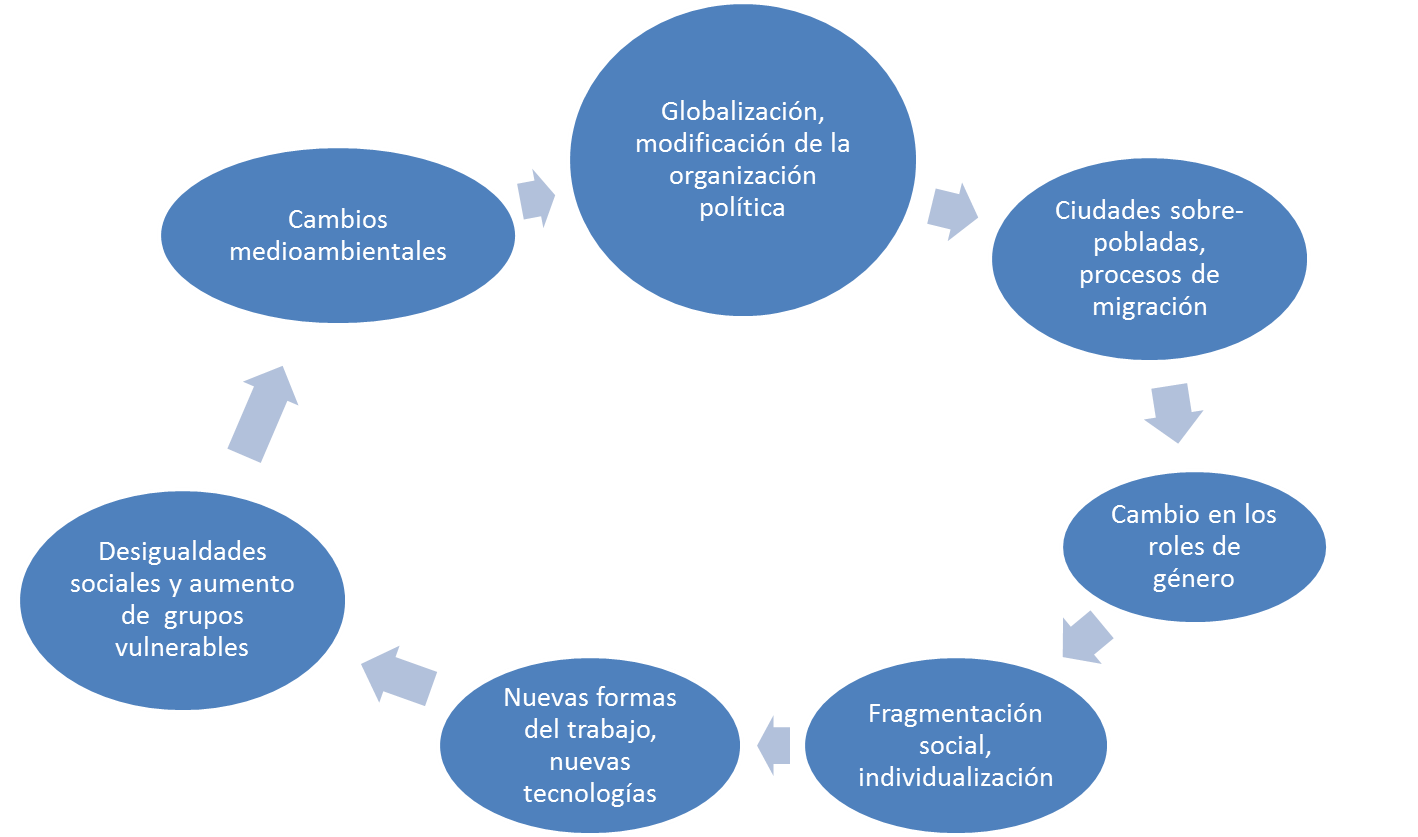 Globalización,
modificación de la
organización
política
Ciudades sobre-
pobladas,
procesos de
migración
Cambio en los
roles de
género
Fragmentación
social,
individualización
Nuevas formas
del trabajo,
nuevas
tecnologías
Desigualdades
sociales y aumento
de grupos
vulnerables
Cambios
medioambientales